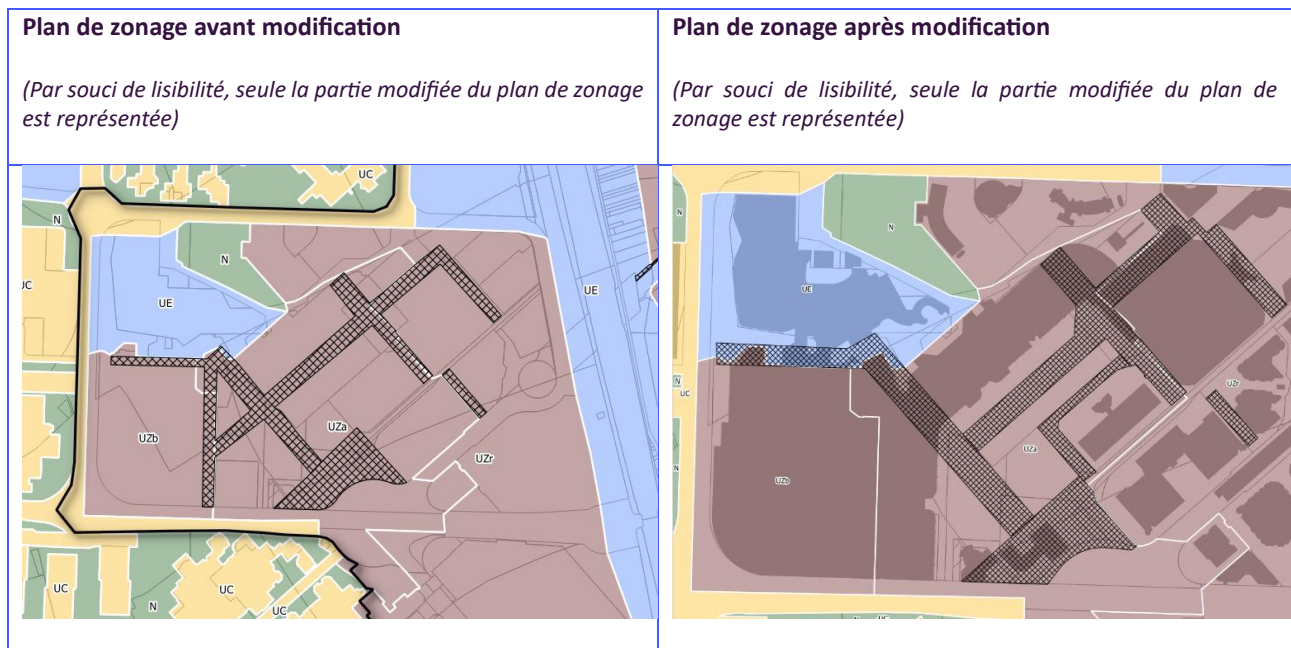 Plan de zonage avant modification
(Par souci de lisibilité, seule la partie modifiée du plan de zonage
est représentée)
Plan de zonage après modification
(Par souci de lisibilité, seule la partie modifiée du plan de
zonage est représentée)
UC
N
N
UC
UE
UE
UZb
UZa
UZr
UC
UC
UC
N
UC
N
UE
N
UC
UZr
UZa
UZb
N
N